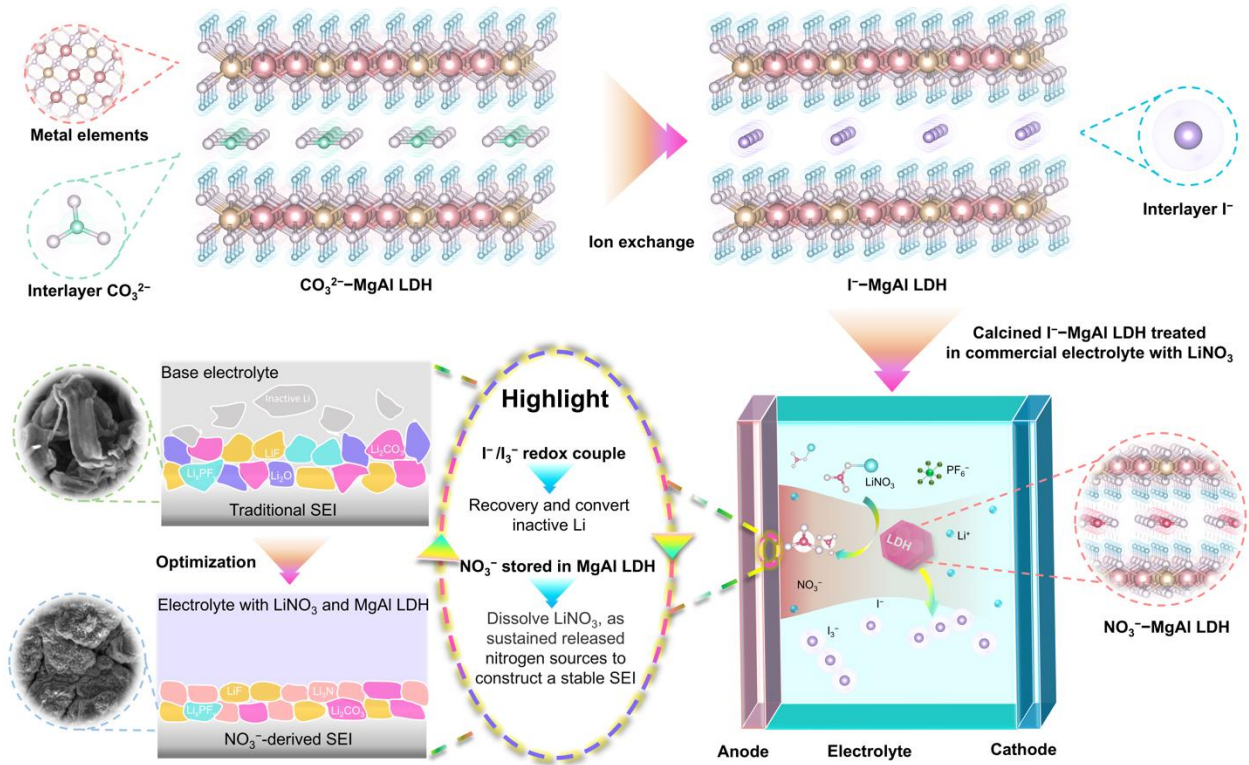 Metal elements
Interlayer CO₃²⁻
CO₃²⁻−MgAl LDH
Ion exchange
I⁻−MgAl LDH
Interlayer I⁻
Calcined I⁻−MgAl LDH treated
in commercial electrolyte with LiNO₃
Base electrolyte
Inactive Li
LiF
Li₂CO₃
LiₓPF
Li₂O
Traditional SEI
Optimization
Electrolyte with LiNO₃ and MgAl LDH
LiF
Li₃N
LiₓPF
Li₂CO₃
NO₃⁻-derived SEI
Highlight
I⁻/I₃⁻ redox couple
Recovery and convert
inactive Li
NO₃⁻ stored in MgAl LDH
Dissolve LiNO₃, as
sustained released
nitrogen sources to
construct a stable SEI
LiNO₃
PF₆⁻
LDH
Li⁺
NO₃⁻
I⁻
I₃⁻
NO₃⁻−MgAl LDH
Anode
Electrolyte
Cathode